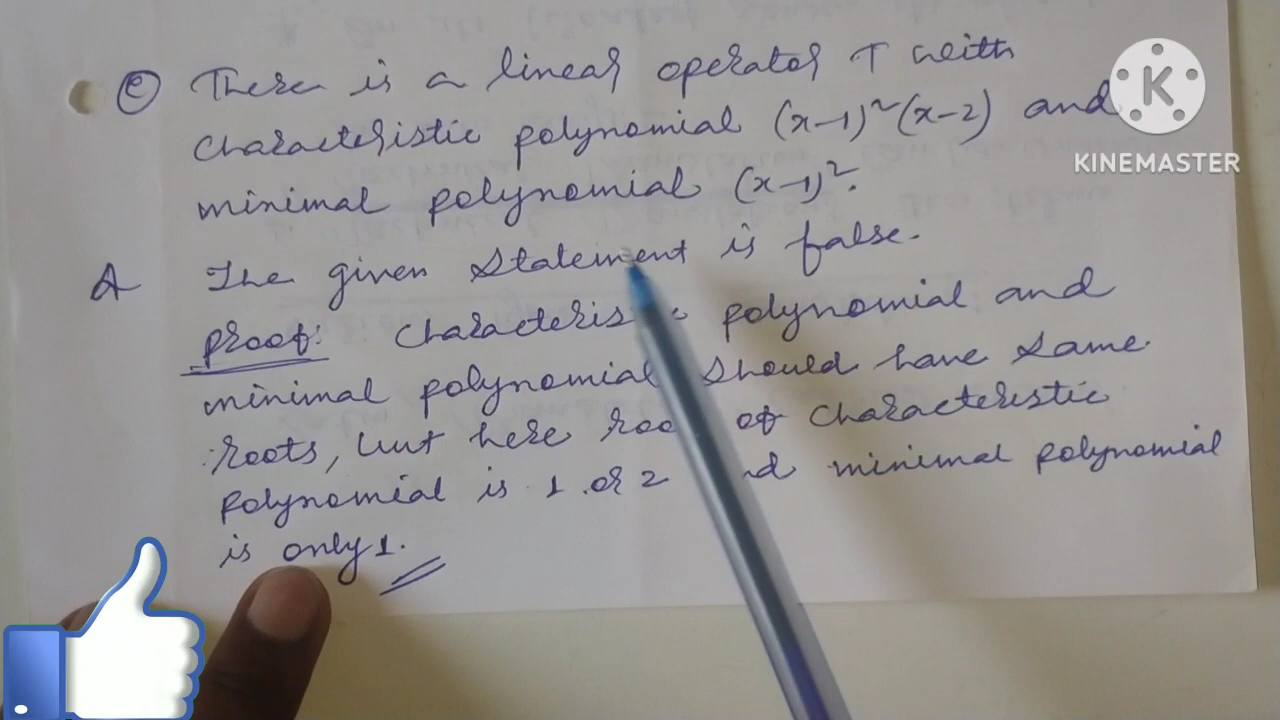 ⓔ There is a linear operator T with
characteristic polynomial (x-1)²(x-2) and
minimal polynomial (x-1)².
A The given statement is false.
proof: characteris c polynomial and
minimal polynomial should have same
roots, but here roo of characteristic
polynomial is 1 or 2 nd minimal polynomial
is only 1.
K
KINEMASTER